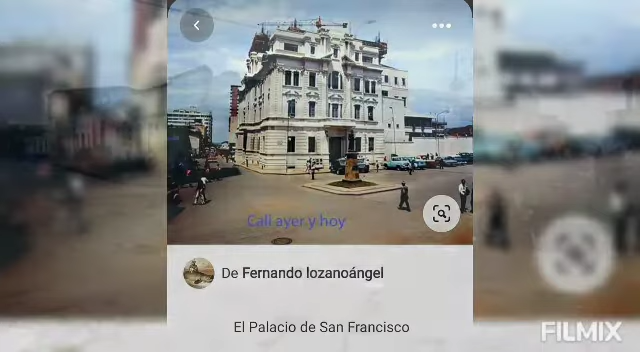 Cali ayer y hoy
De Fernando lozanoángel
El Palacio de San Francisco
FILMIX